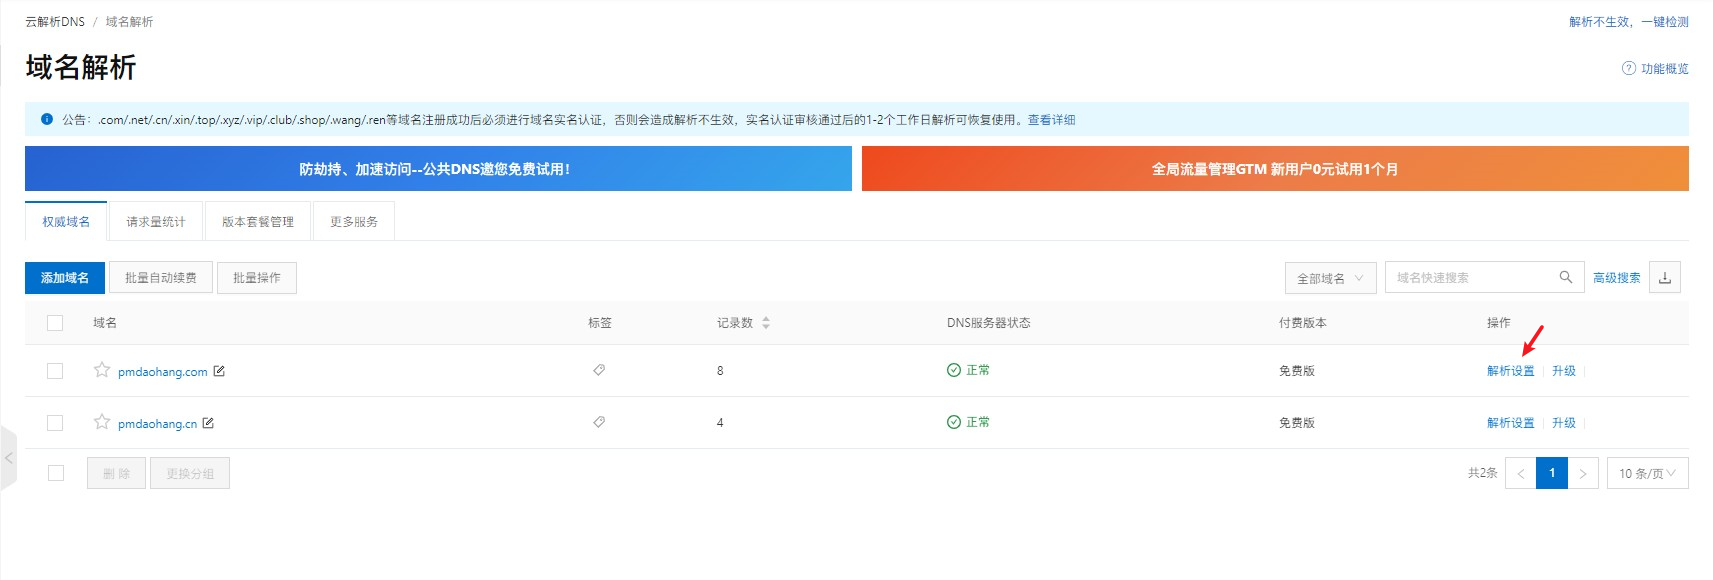 云解析DNS / 域名解析
解析不生效，一键检测
域名解析
功能概览
公告：.com/.net/.cn/.xin/.top/.xyz/.vip/.club/.shop/.wang/.ren等域名注册成功后必须进行域名实名认证，否则会造成解析不生效，实名认证审核通过后的1-2个工作日解析可恢复使用。查看详细
防劫持、加速访问--公共DNS邀您免费试用！
全局流量管理GTM 新用户0元试用1个月
权威域名 请求量统计 版本套餐管理 更多服务
添加域名 批量自动续费 批量操作 全部域名 域名快速搜索 高级搜索
域名 标签 记录数 DNS服务器状态 付费版本 操作
pmdaohang.com 8 正常 免费版 解析设置 升级
pmdaohang.cn 4 正常 免费版 解析设置 升级
删 除 更换分组 共2条 < 1 > 10 条/页